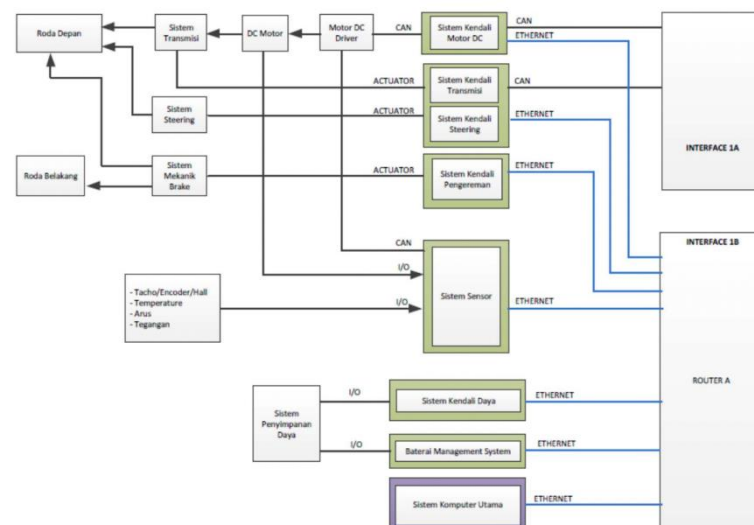 Roda Depan
Sistem
Transmisi
DC Motor
Motor DC
Driver
CAN
Sistem Kendali
Motor DC
CAN
ETHERNET
ACTUATOR
Sistem Kendali
Transmisi
CAN
Sistem
Steering
ACTUATOR
Sistem Kendali
Steering
ETHERNET
INTERFACE 1A
Roda Belakang
Sistem
Mekanik
Brake
ACTUATOR
Sistem Kendali
Pengereman
ETHERNET
INTERFACE 1B
CAN
I/O
- Tacho/Encoder/Hall
- Temperature
- Arus
- Tegangan
I/O
Sistem Sensor
ETHERNET
ROUTER A
Sistem
Penyimpanan
Daya
I/O
Sistem Kendali Daya
ETHERNET
I/O
Baterai Management System
ETHERNET
Sistem Komputer Utama
ETHERNET